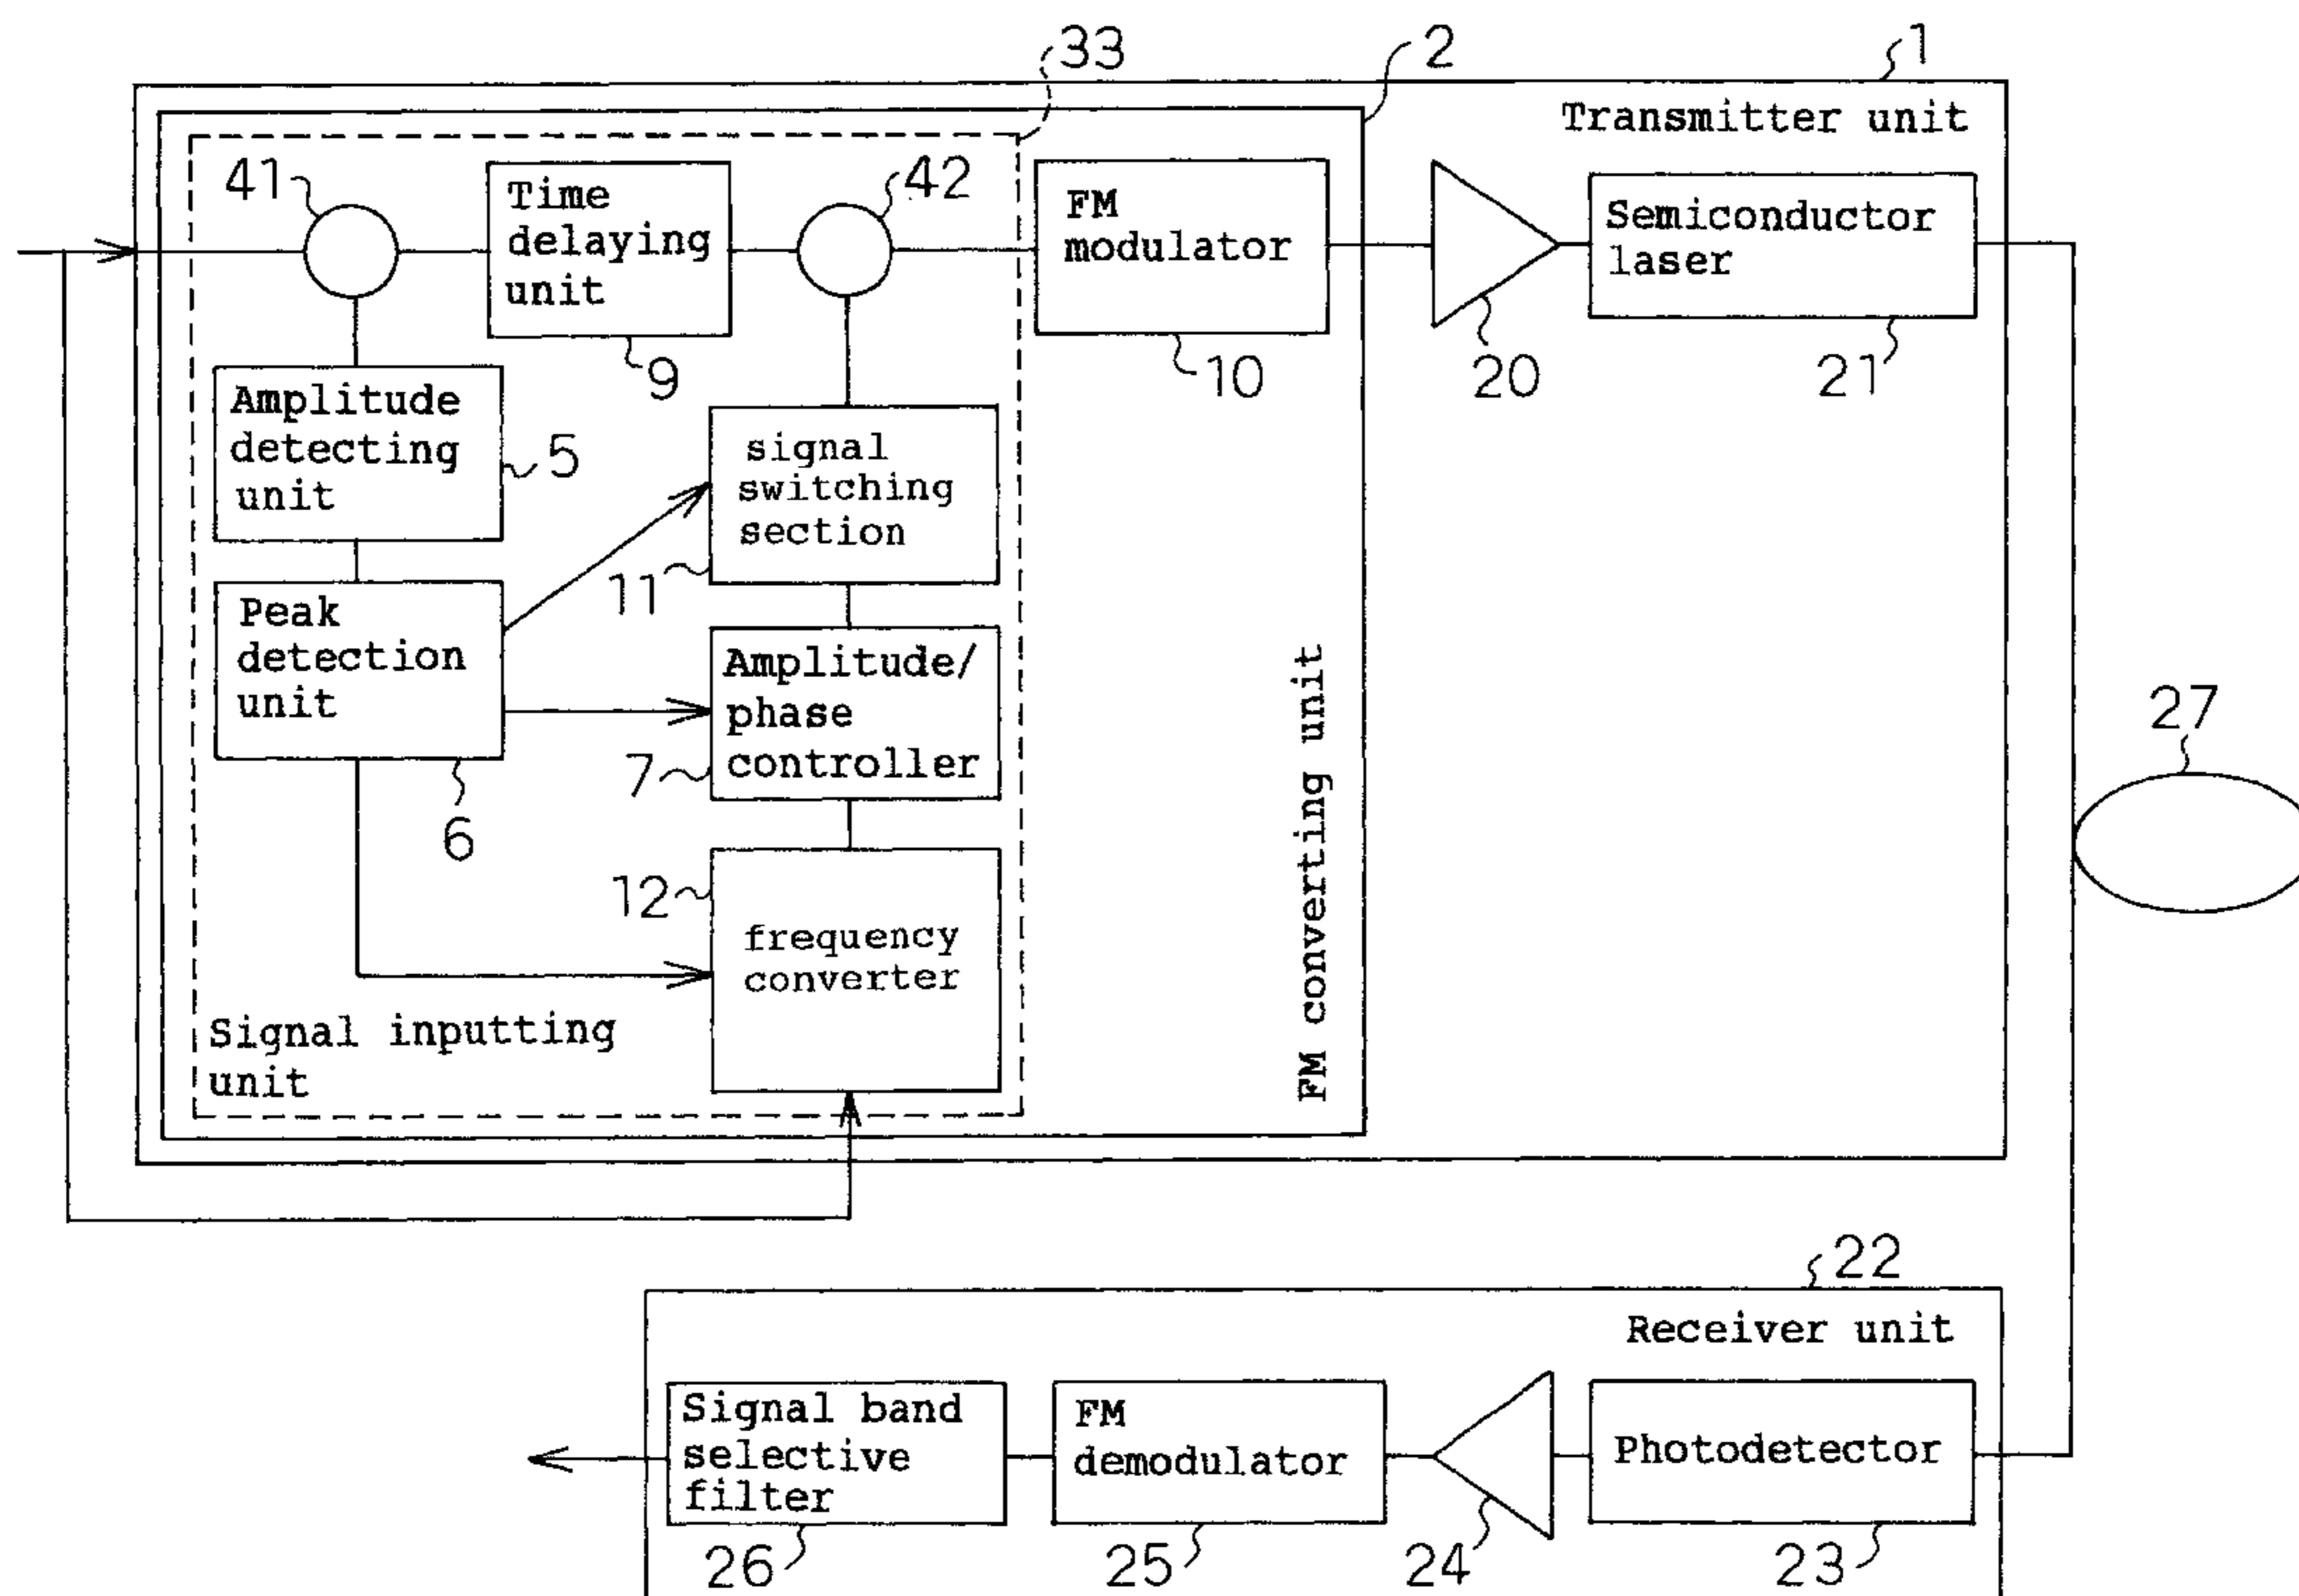 33
2
1
Transmitter unit
41
Time
delaying
unit
42
FM
modulator
Semiconductor
laser
9
10
20
21
Amplitude
detecting
unit
5
signal
switching
section
11
Peak
detection
unit
6
Amplitude/
phase
controller
7
12
frequency
converter
Signal inputting
unit
FM converting unit
27
22
Receiver unit
Signal band
selective
filter
FM
demodulator
Photodetector
26
25
24
23